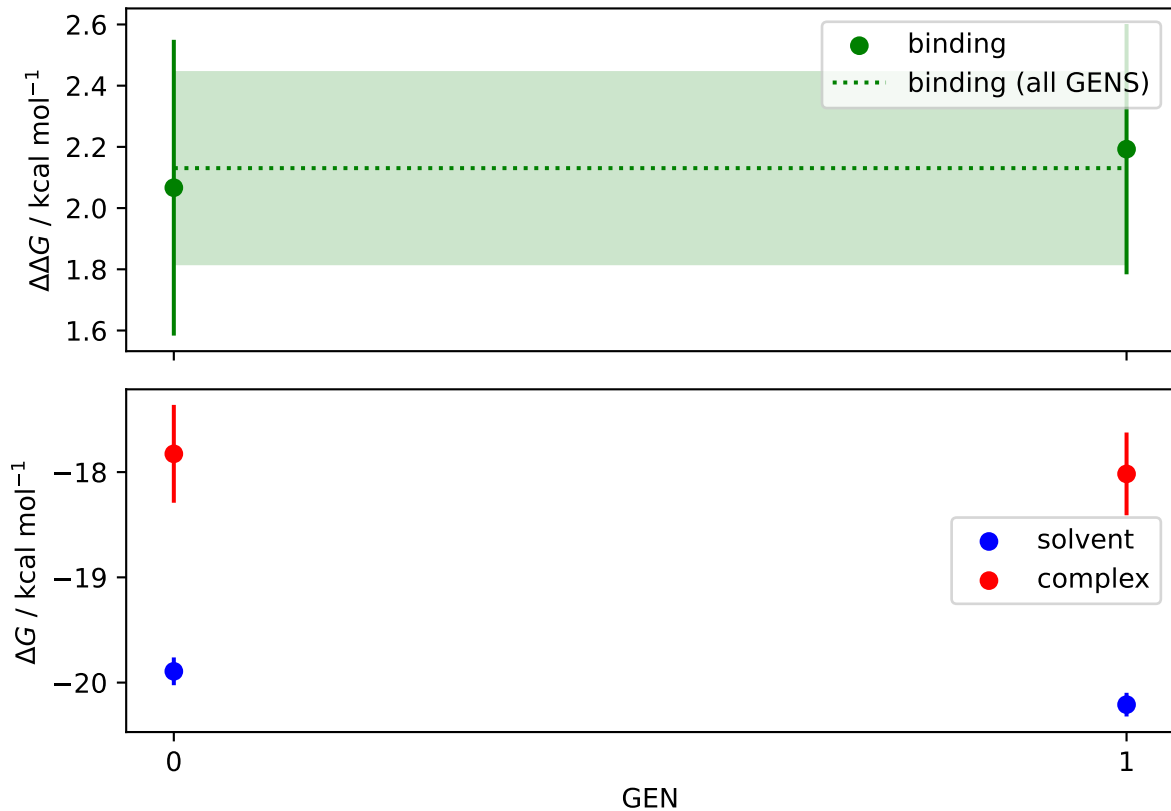 2.6
2.4
2.2
2.0
1.8
1.6
ΔΔG / kcal mol⁻¹
binding
binding (all GENS)
−18
−19
−20
ΔG / kcal mol⁻¹
solvent
complex
0
1
GEN